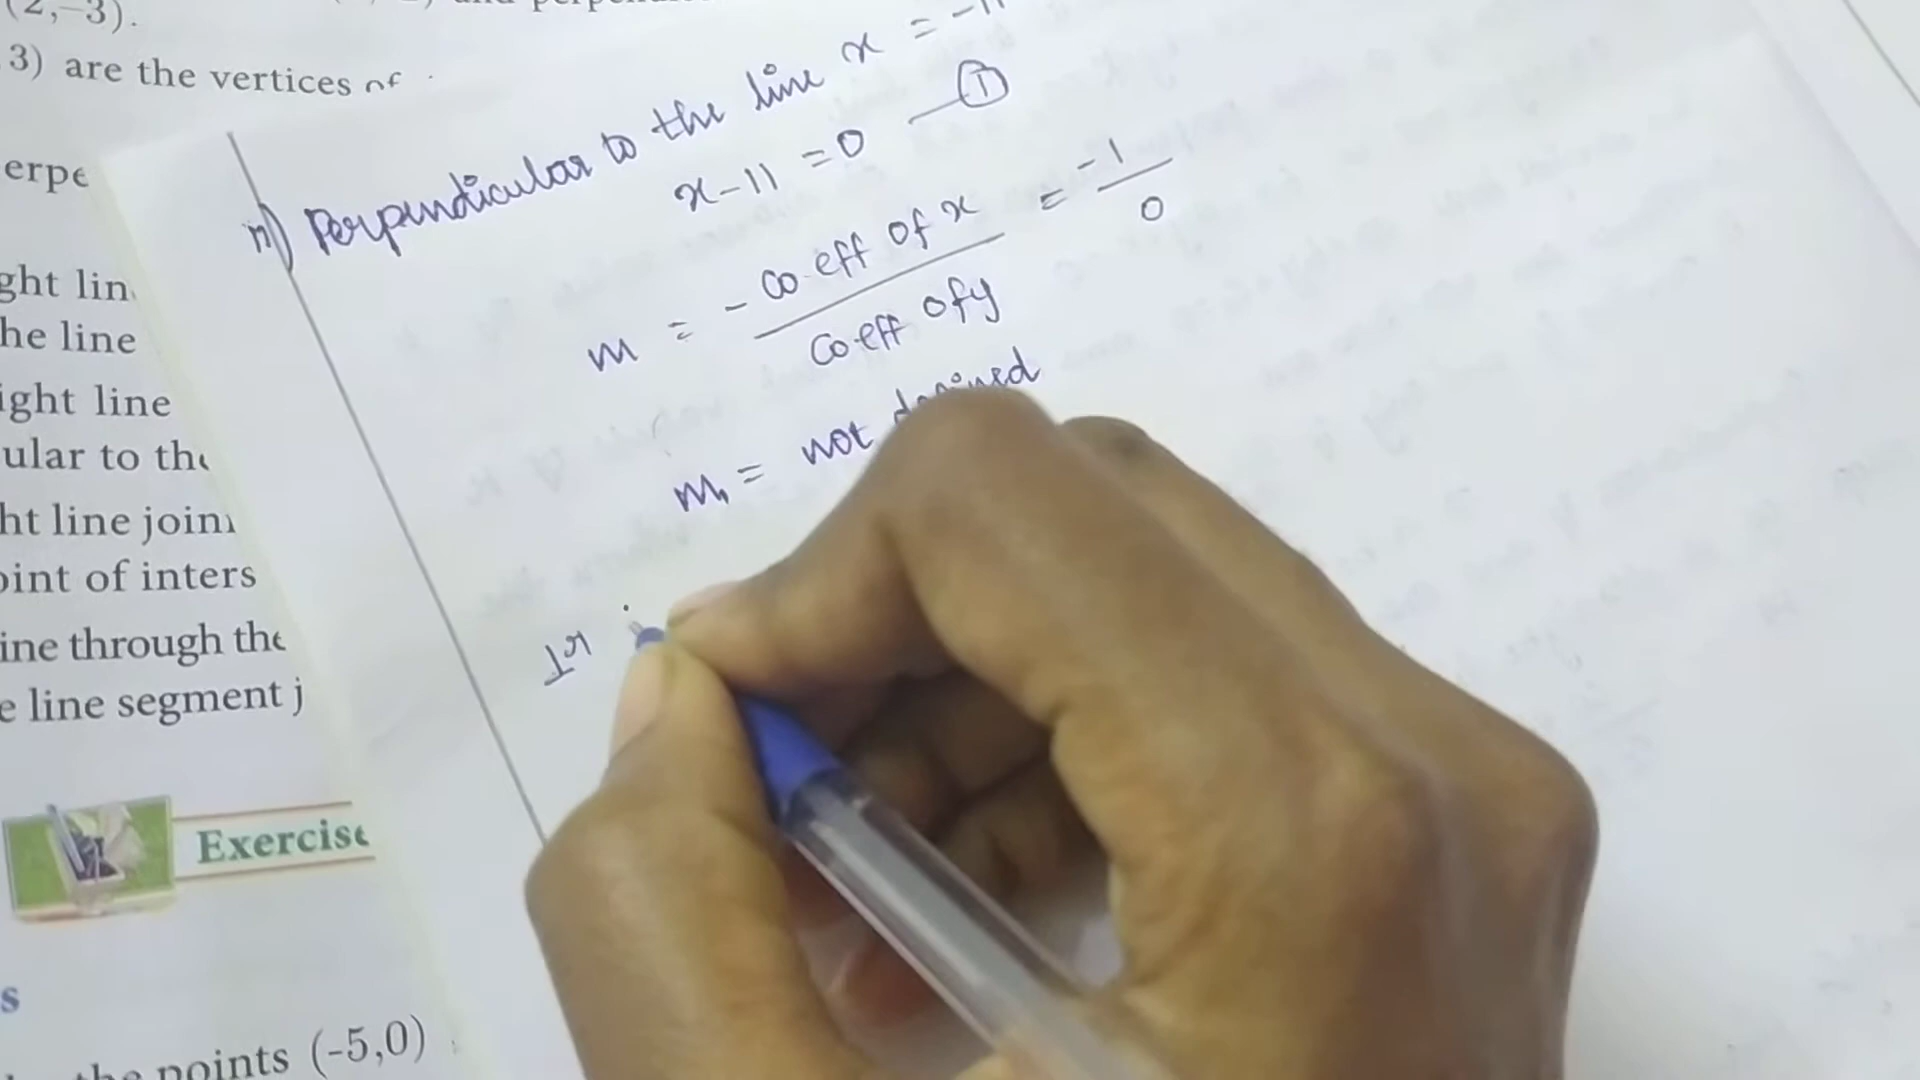 (2,-3).
3) are the vertices of
Perpendicular to the line x = -11
x-11 = 0 ①
m = - co.eff of x / co.eff of y = -1 / 0
m₁ = not defined
⊥r
ght lin
he line
ight line
ular to the
ht line join
oint of inters
ine through the
e line segment j
Exercise
s
the points (-5,0)